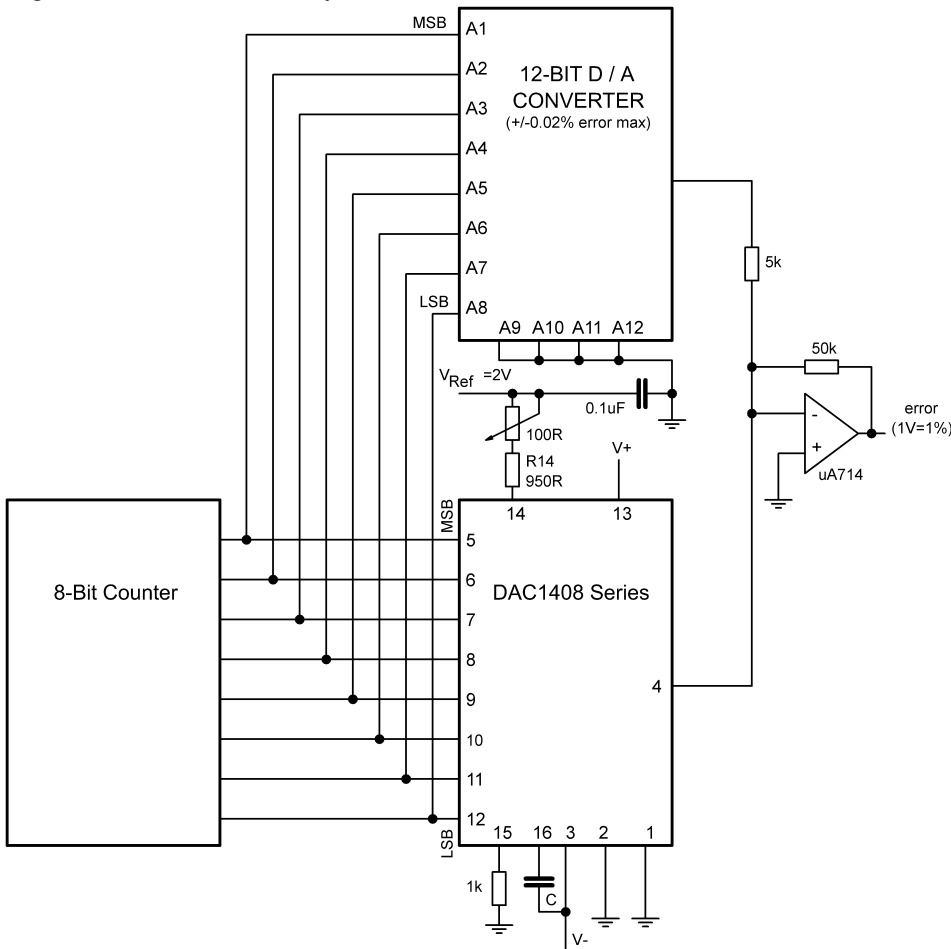 MSB
A1
A2
A3
A4
A5
A6
A7
LSB
A8
12-BIT D / A
CONVERTER
(+/-0.02% error max)
A9 A10 A11 A12
5k
50k
VRef =2V
0.1uF
100R
R14
950R
V+
-
+
uA714
error
(1V=1%)
MSB
14
13
8-Bit Counter
DAC1408 Series
5
6
7
8
9
10
11
12
4
LSB
15 16 3 2 1
1k
C
V-